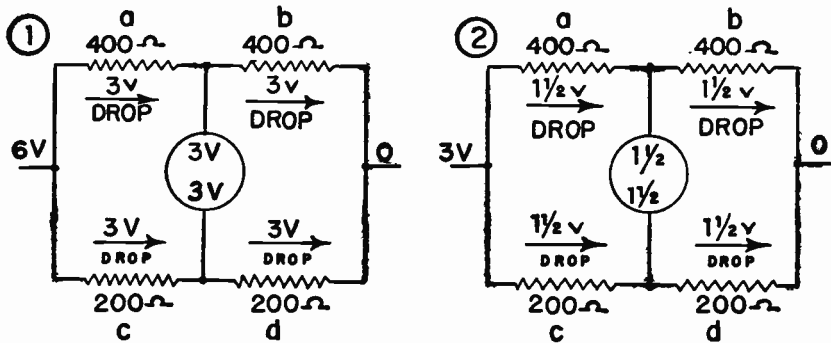 ①
a
b
400Ω
400Ω
3v
DROP
3v
DROP
6V
3V
3V
0
3V
DROP
3V
DROP
200Ω
200Ω
c
d
②
a
b
400Ω
400Ω
1½ v
DROP
1½ v
DROP
3V
1½
1½
0
1½ v
DROP
1½ v
DROP
200Ω
200Ω
c
d